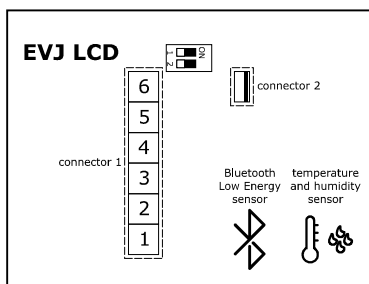 EVJ LCD
1 2 ON
6
connector 2
5
4
connector 1
3
2
1
Bluetooth
Low Energy
sensor
temperature
and humidity
sensor